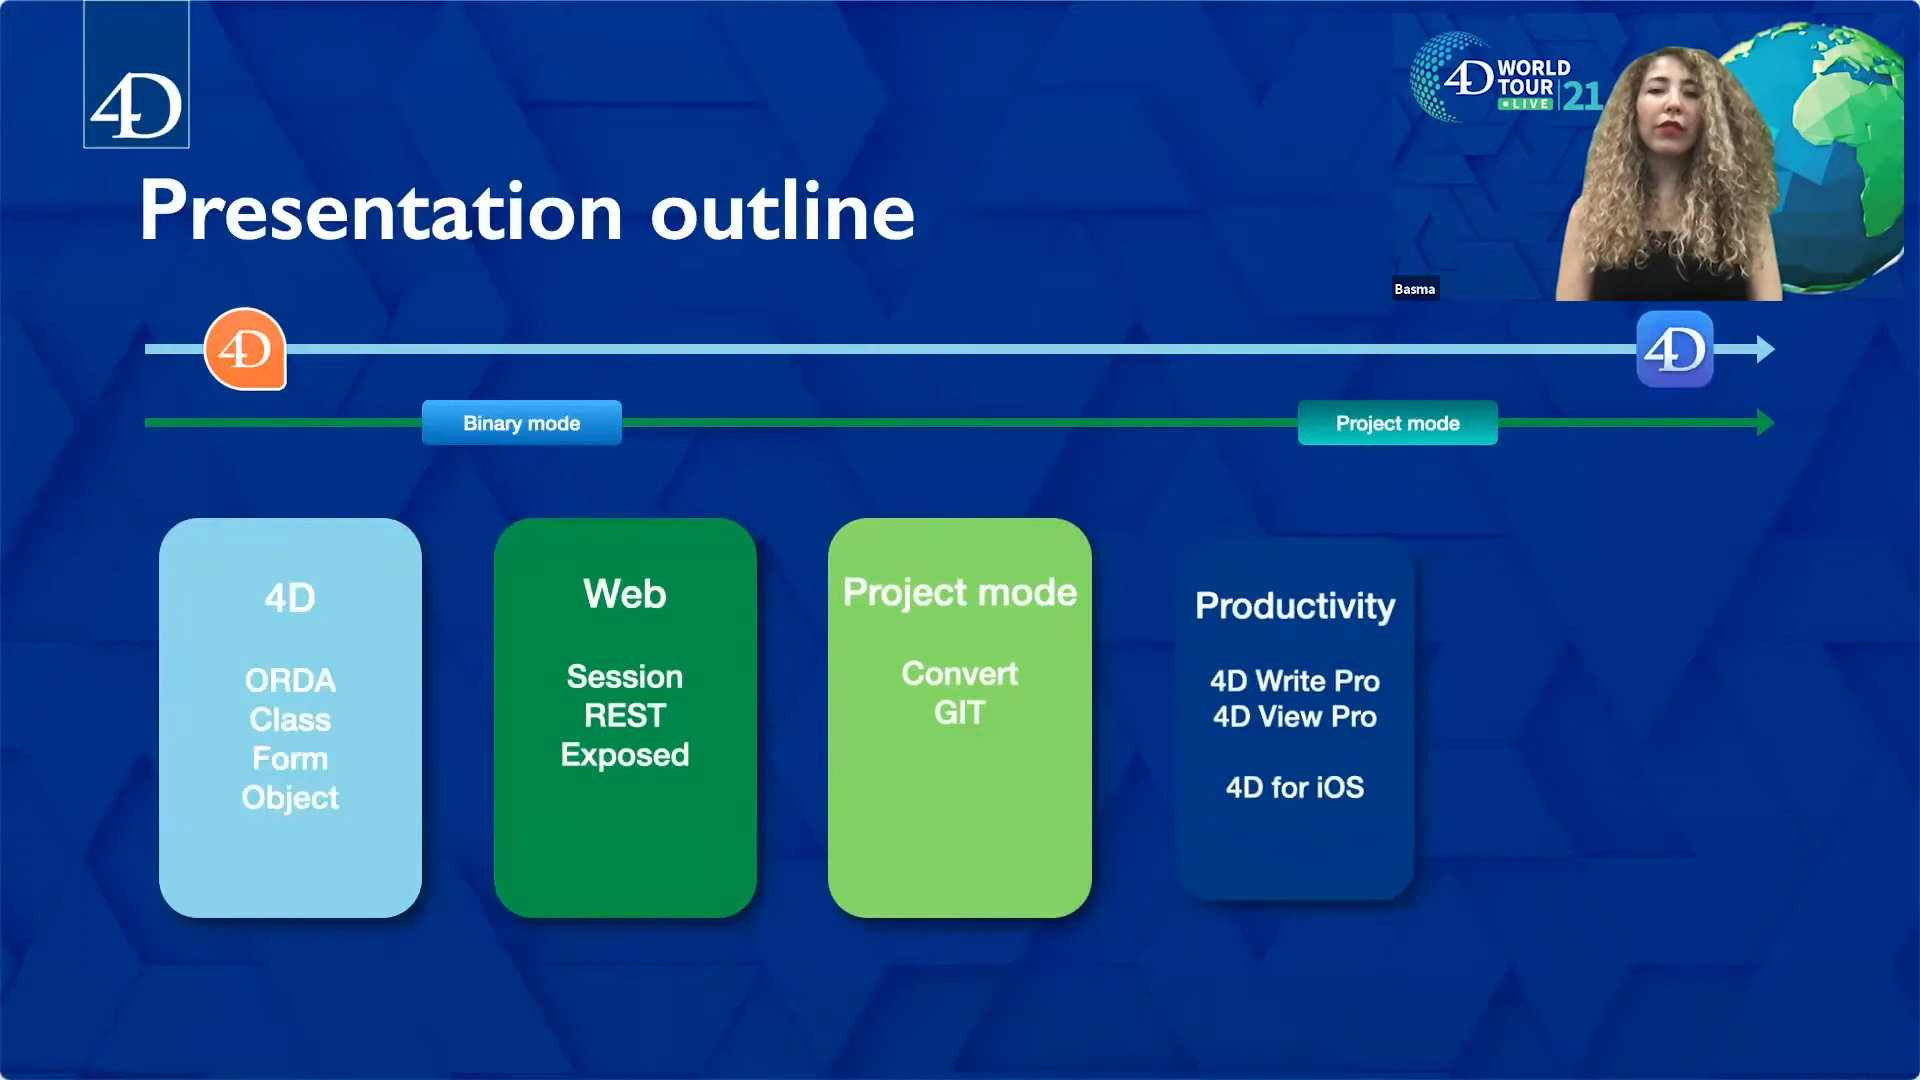 4D
4D WORLD
TOUR
LIVE 21
Presentation outline
Basma
4D
4D
Binary mode
Project mode
4D
ORDA
Class
Form
Object
Web
Session
REST
Exposed
Project mode
Convert
GIT
Productivity
4D Write Pro
4D View Pro
4D for iOS